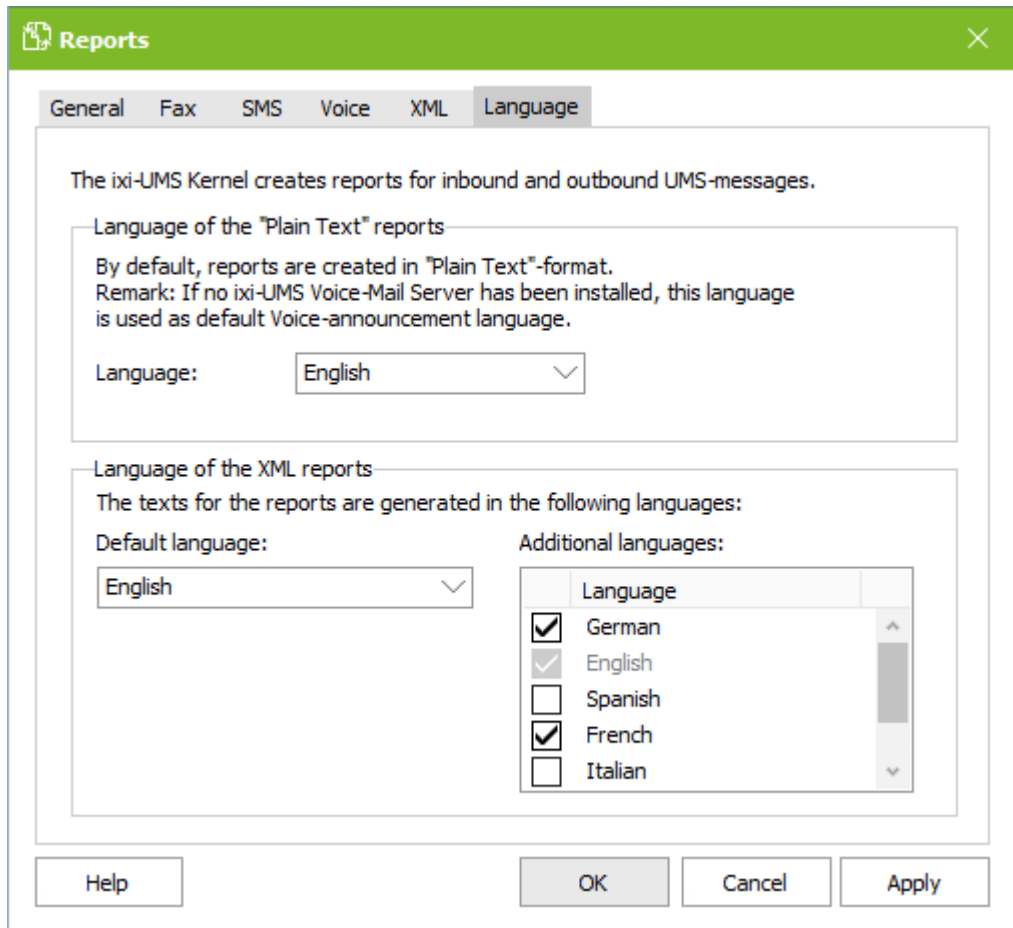 Reports
General Fax SMS Voice XML Language
The ixi-UMS Kernel creates reports for inbound and outbound UMS-messages.
Language of the "Plain Text" reports
By default, reports are created in "Plain Text"-format.
Remark: If no ixi-UMS Voice-Mail Server has been installed, this language
is used as default Voice-announcement language.
Language: English
Language of the XML reports
The texts for the reports are generated in the following languages:
Default language:
English
Additional languages:
Language
German
English
Spanish
French
Italian
Help OK Cancel Apply